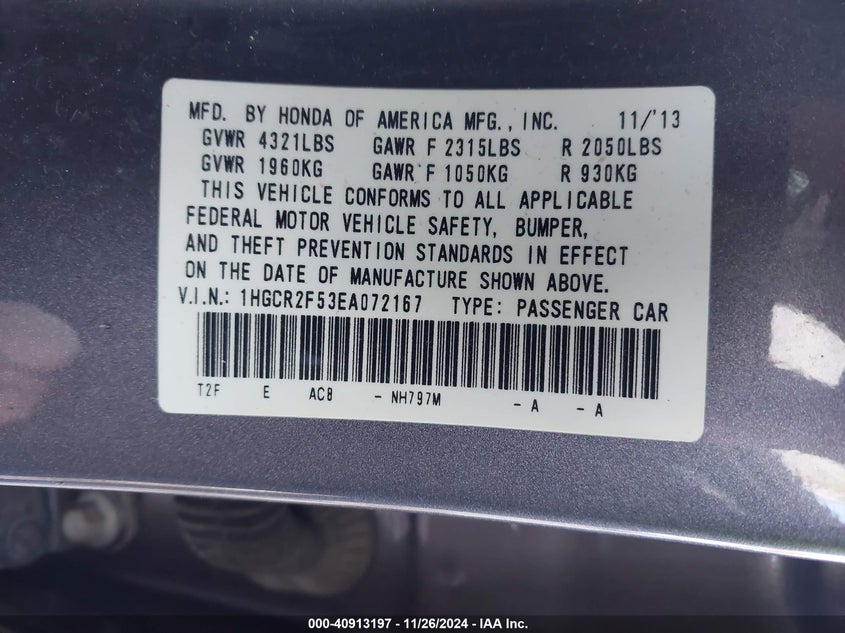 MFD. BY HONDA OF AMERICA MFG., INC. 11/'13
GVWR 4321LBS GAWR F 2315LBS R 2050LBS
GVWR 1960KG GAWR F 1050KG R 930KG
THIS VEHICLE CONFORMS TO ALL APPLICABLE
FEDERAL MOTOR VEHICLE SAFETY, BUMPER,
AND THEFT PREVENTION STANDARDS IN EFFECT
ON THE DATE OF MANUFACTURE SHOWN ABOVE.
V.I.N.: 1HGCR2F53EA072167 TYPE: PASSENGER CAR
T2F E AC8 - NH797M - A - A
000-40913197 - 11/26/2024 - IAA Inc.